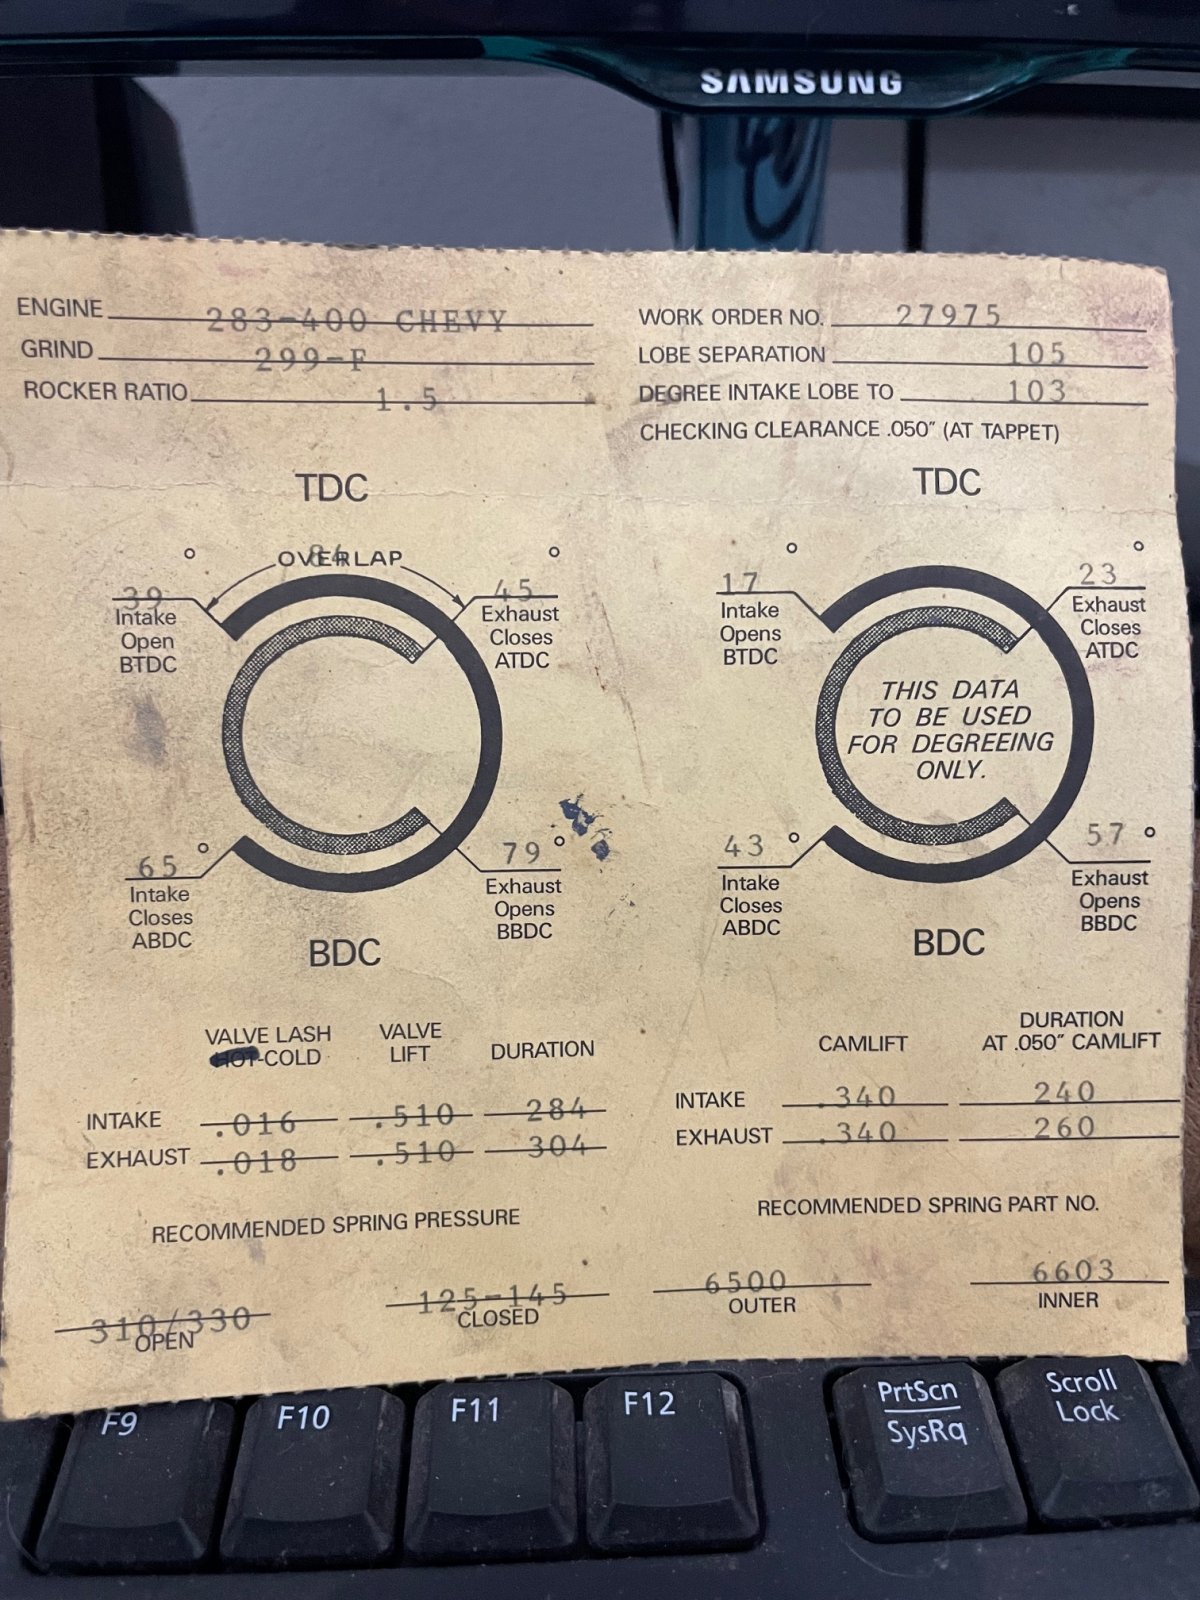 SAMSUNG
ENGINE 283-400 CHEVY
GRIND 299-F
ROCKER RATIO 1.5
WORK ORDER NO. 27975
LOBE SEPARATION 105
DEGREE INTAKE LOBE TO 103
CHECKING CLEARANCE .050" (AT TAPPET)
TDC
OVERLAP 84
39°
Intake
Open
BTDC
45°
Exhaust
Closes
ATDC
65°
Intake
Closes
ABDC
79°
Exhaust
Opens
BBDC
BDC
TDC
17°
Intake
Opens
BTDC
23°
Exhaust
Closes
ATDC
THIS DATA
TO BE USED
FOR DEGREEING
ONLY.
43°
Intake
Closes
ABDC
57°
Exhaust
Opens
BBDC
BDC
VALVE LASH
HOT-COLD
VALVE
LIFT
DURATION
INTAKE .016 .510 284
EXHAUST .018 .510 304
CAMLIFT
DURATION
AT .050" CAMLIFT
INTAKE .340 240
EXHAUST .340 260
RECOMMENDED SPRING PRESSURE
310/330
OPEN
125-145
CLOSED
RECOMMENDED SPRING PART NO.
6500
OUTER
6603
INNER
F9
F10
F11
F12
PrtScn
SysRq
Scroll
Lock